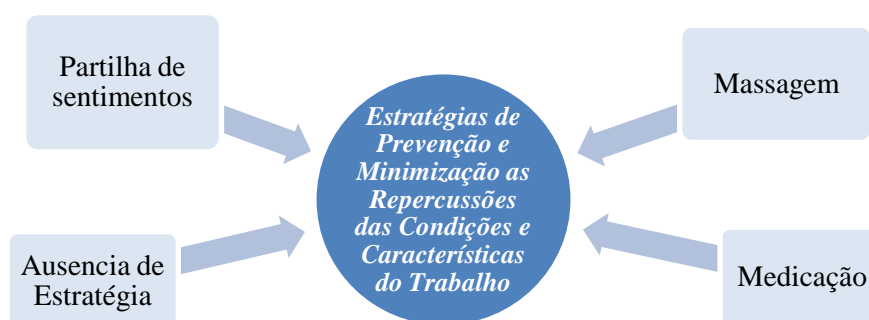 Partilha de
sentimentos
Massagem
Estratégias de
Prevenção e
Minimização as
Repercussões
das Condições e
Características
do Trabalho
Ausencia de
Estratégia
Medicação